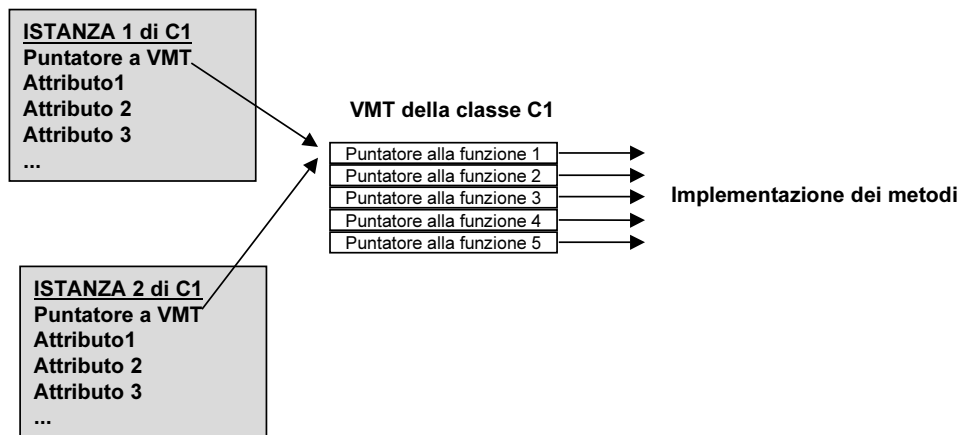 ISTANZA 1 di C1
Puntatore a VMT
Attributo1
Attributo 2
Attributo 3
...
VMT della classe C1
Puntatore alla funzione 1
Puntatore alla funzione 2
Puntatore alla funzione 3
Puntatore alla funzione 4
Puntatore alla funzione 5
Implementazione dei metodi
ISTANZA 2 di C1
Puntatore a VMT
Attributo1
Attributo 2
Attributo 3
...